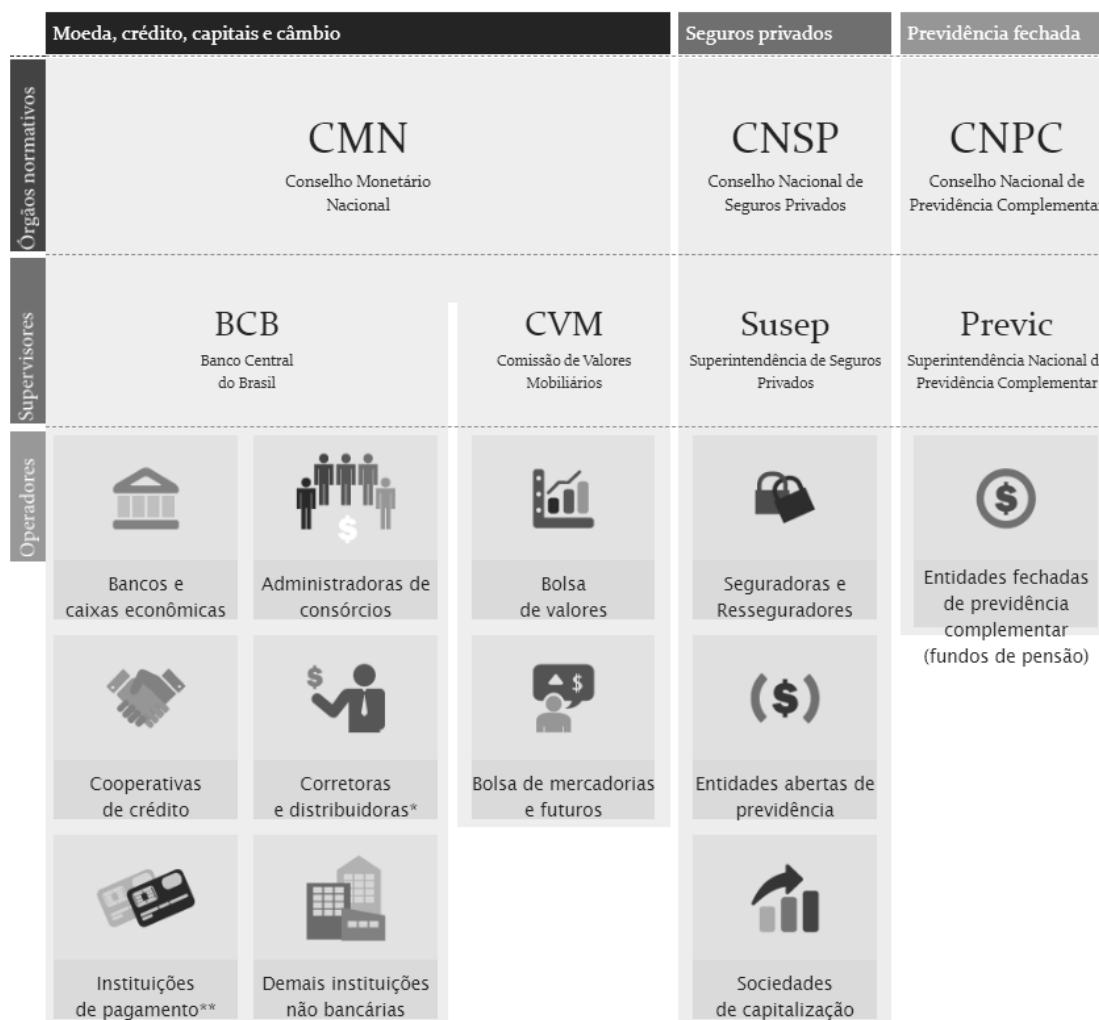 Moeda, crédito, capitais e câmbio
Seguros privados
Previdência fechada
Órgãos normativos
CMN
Conselho Monetário
Nacional
CNSP
Conselho Nacional de
Seguros Privados
CNPC
Conselho Nacional de
Previdência Complementar
Supervisores
BCB
Banco Central
do Brasil
CVM
Comissão de Valores
Mobiliários
Susep
Superintendência de Seguros
Privados
Previc
Superintendência Nacional d
Previdência Complementar
Operadores
Bancos e
caixas econômicas
Administradoras de
consórcios
Bolsa
de valores
Seguradoras e
Resseguradores
Entidades fechadas
de previdência
complementar
(fundos de pensão)
Cooperativas
de crédito
Corretoras
e distribuidoras*
Bolsa de mercadorias
e futuros
Entidades abertas de
previdência
Instituições
de pagamento**
Demais instituições
não bancárias
Sociedades
de capitalização